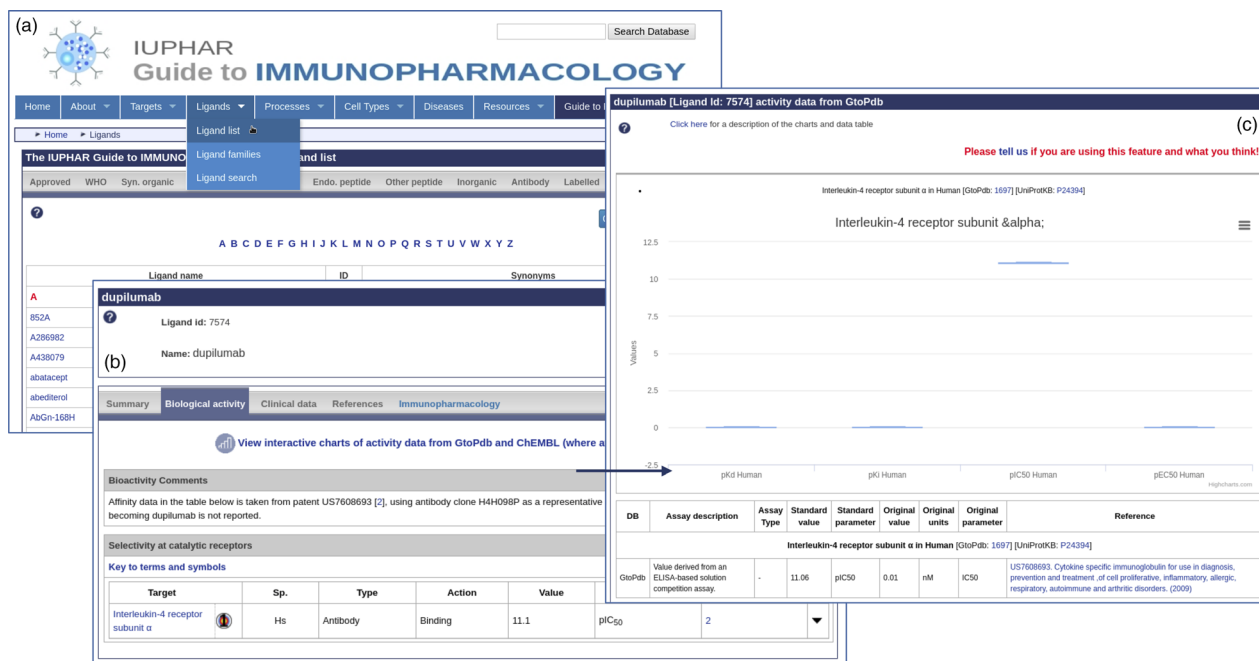 (a)
IUPHAR
Guide to IMMUNOPHARMACOLOGY
Search Database
Home About Targets Ligands Processes Cell Types Diseases Resources Guide to
Home Ligands
Ligand list
Ligand families
Ligand search
The IUPHAR Guide to IMMUNO and list
Approved WHO Syn. organic Endo. peptide Other peptide Inorganic Antibody Labelled
?
A B C D E F G H I J K L M N O P Q R S T U V W X Y Z
Ligand name ID Synonyms
A
852A
A286982
A438079
abatacept
abediterol
AbGn-168H
(b)
dupilumab
?
Ligand id: 7574
Name: dupilumab
Summary Biological activity Clinical data References Immunopharmacology
View interactive charts of activity data from GtoPdb and ChEMBL (where a
Bioactivity Comments
Affinity data in the table below is taken from patent US7608693 [2], using antibody clone H4H098P as a representative
becoming dupilumab is not reported.
Selectivity at catalytic receptors
Key to terms and symbols
Target Sp. Type Action Value
Interleukin-4 receptor
subunit α
Hs Antibody Binding 11.1 pIC50 2
(c)
dupilumab [Ligand Id: 7574] activity data from GtoPdb
?
Click here for a description of the charts and data table
Please tell us if you are using this feature and what you think!
Interleukin-4 receptor subunit α in Human [GtoPdb: 1697] [UniProtKB: P24394]
Interleukin-4 receptor subunit &alpha;
Values
12.5
10
7.5
5
2.5
0
-2.5
pKd Human pKi Human pIC50 Human pEC50 Human
Highcharts.com
DB Assay description Assay Type Standard value Standard parameter Original value Original units Original parameter Reference
Interleukin-4 receptor subunit α in Human [GtoPdb: 1697] [UniProtKB: P24394]
GtoPdb
Value derived from an
ELISA-based solution
competition assay.
- 11.06 pIC50 0.01 nM IC50
US7608693. Cytokine specific immunoglobulin for use in diagnosis,
prevention and treatment ,of cell proliferative, inflammatory, allergic,
respiratory, autoimmune and arthritic disorders. (2009)